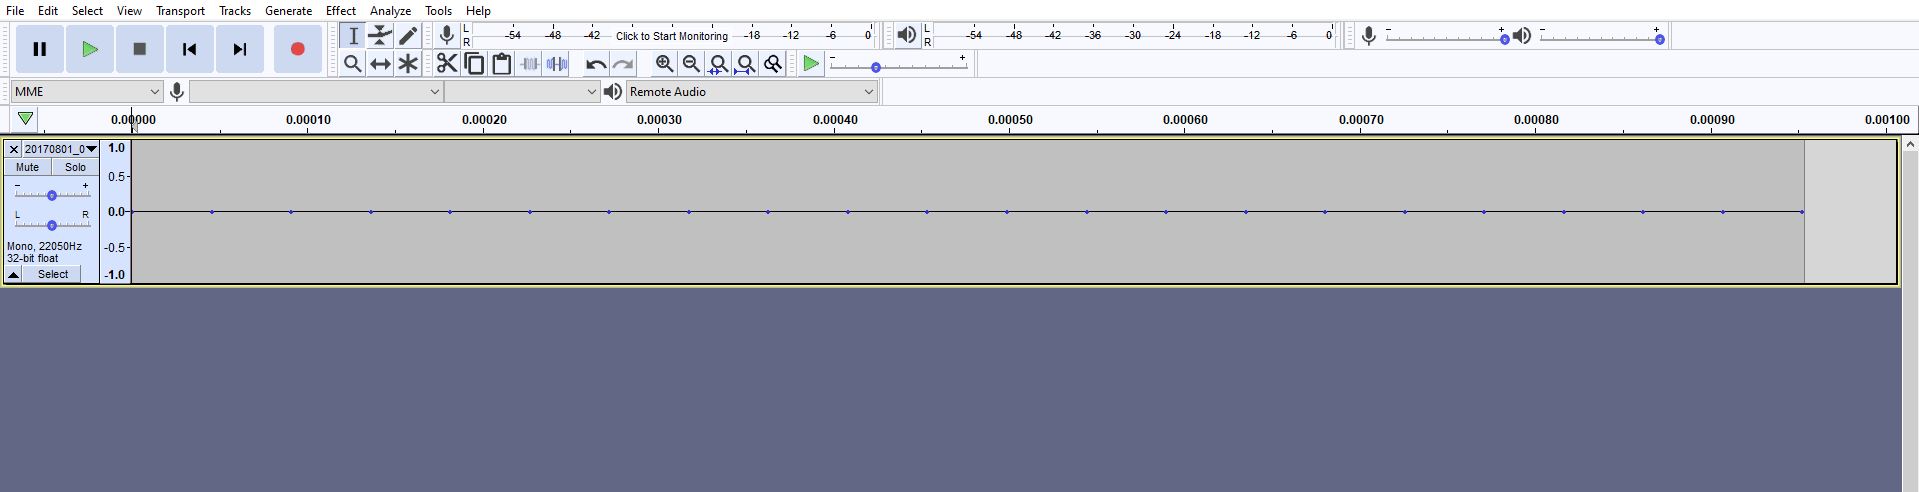 File Edit Select View Transport Tracks Generate Effect Analyze Tools Help
L -54 -48 -42 Click to Start Monitoring -18 -12 -6 0 L -54 -48 -42 -36 -30 -24 -18 -12 -6 0 - + - +
R R
- +
MME Remote Audio
0.00000 0.00010 0.00020 0.00030 0.00040 0.00050 0.00060 0.00070 0.00080 0.00090 0.00100
20170801_0 1.0
Mute Solo 0.5
- +
L R 0.0
Mono, 22050Hz -0.5
32-bit float
Select -1.0